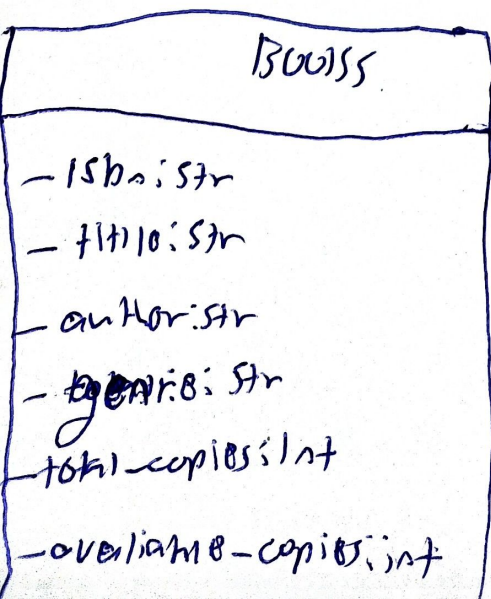 Books
- isbn: str
- title: str
- author: str
- genre: str
- total_copies: int
- avaliable_copies: int